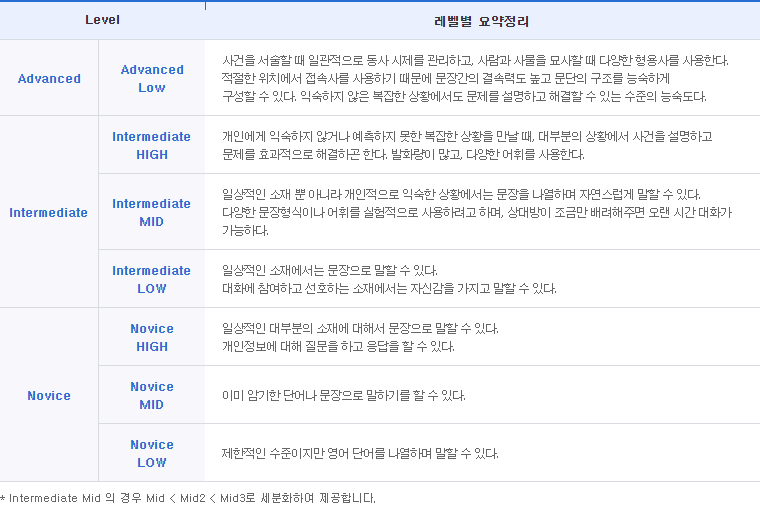 Level
레벨별 요약정리
Advanced
Advanced
Low
사건을 서술할 때 일관적으로 동사 시제를 관리하고, 사람과 사물을 묘사할 때 다양한 형용사를 사용한다.
적절한 위치에서 접속사를 사용하기 때문에 문장간의 결속력도 높고 문단의 구조를 능숙하게
구성할 수 있다. 익숙하지 않은 복잡한 상황에서도 문제를 설명하고 해결할 수 있는 수준의 능숙도다.
Intermediate
Intermediate
HIGH
개인에게 익숙하지 않거나 예측하지 못한 복잡한 상황을 만날 때, 대부분의 상황에서 사건을 설명하고
문제를 효과적으로 해결하곤 한다. 발화량이 많고, 다양한 어휘를 사용한다.
Intermediate
MID
일상적인 소재 뿐 아니라 개인적으로 익숙한 상황에서는 문장을 나열하며 자연스럽게 말할 수 있다.
다양한 문장형식이나 어휘를 실험적으로 사용하려고 하며, 상대방이 조금만 배려해주면 오랜 시간 대화가
가능하다.
Intermediate
LOW
일상적인 소재에서는 문장으로 말할 수 있다.
대화에 참여하고 선호하는 소재에서는 자신감을 가지고 말할 수 있다.
Novice
Novice
HIGH
일상적인 대부분의 소재에 대해서 문장으로 말할 수 있다.
개인정보에 대해 질문을 하고 응답을 할 수 있다.
Novice
MID
이미 암기한 단어나 문장으로 말하기를 할 수 있다.
Novice
LOW
제한적인 수준이지만 영어 단어를 나열하며 말할 수 있다.
* Intermediate Mid 의 경우 Mid < Mid2 < Mid3로 세분화하여 제공합니다.